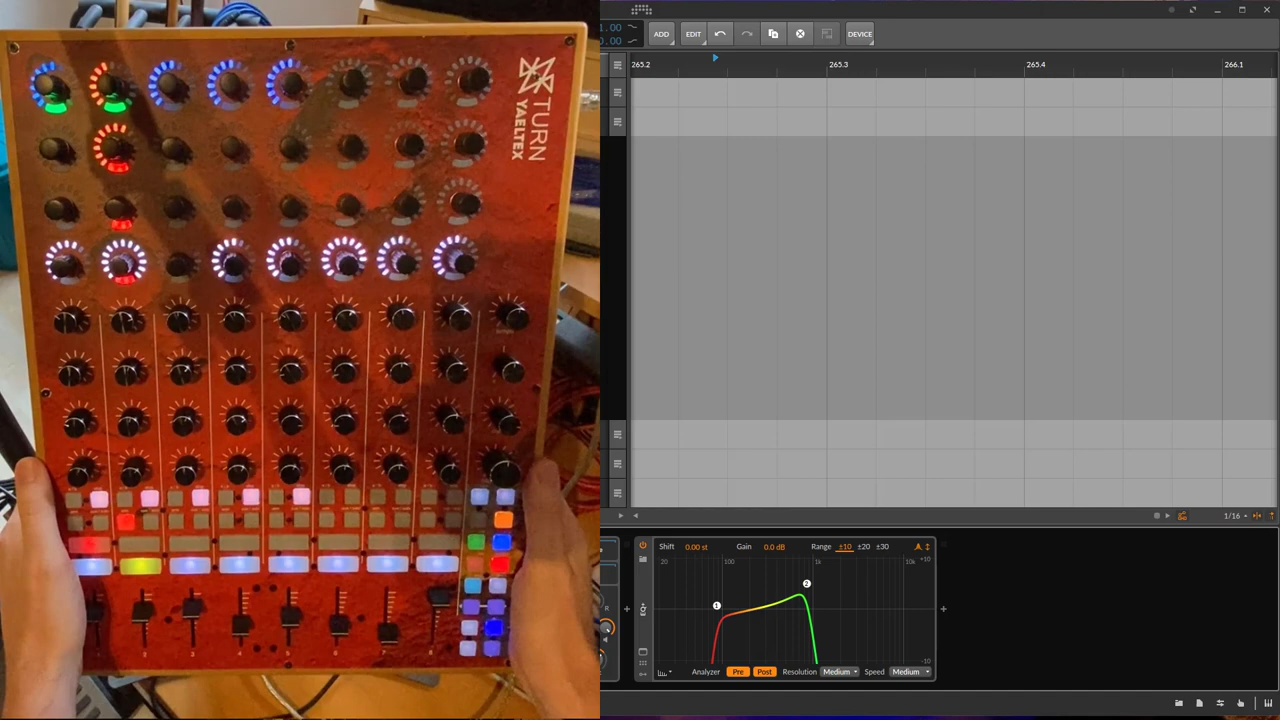 TURN
YAELTEX
1.00
0.00
ADD
EDIT
DEVICE
265.2
265.3
265.4
266.1
1/16
R
Shift
0.00 st
Gain
0.0 dB
Range
±10
±20
±30
20
100
1k
10k
+10
-10
1
2
EQ+
Analyzer
Pre
Post
Resolution
Medium
Speed
Medium